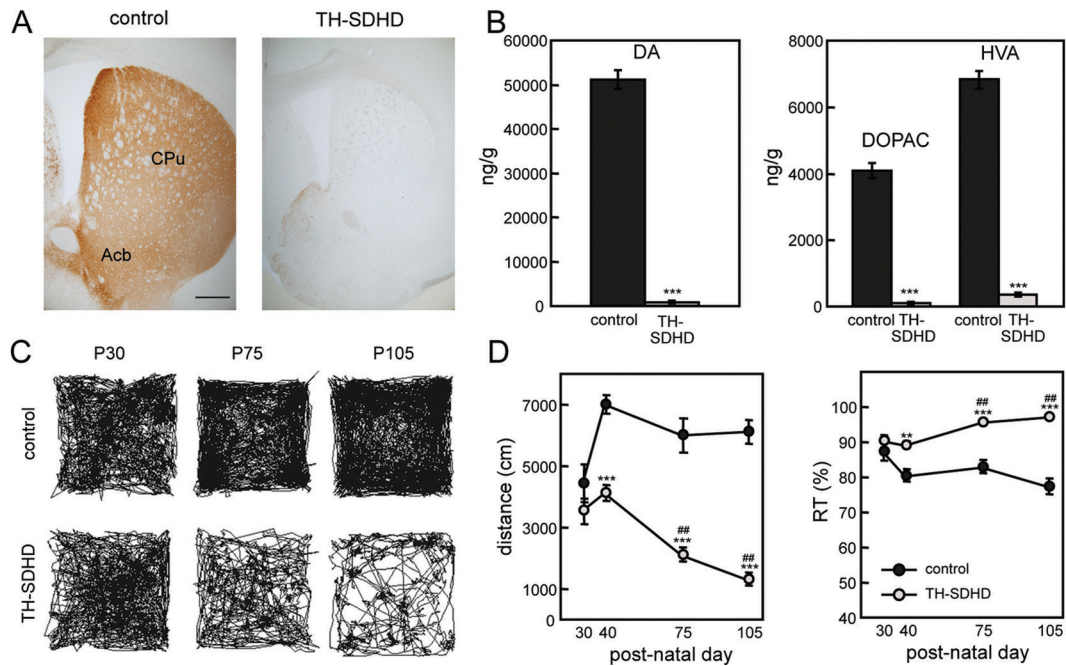 A
control
TH-SDHD
CPu
Acb
B
DA
ng/g
60000
50000
40000
30000
20000
10000
0
***
control
TH-
SDHD
HVA
DOPAC
ng/g
8000
6000
4000
2000
0
***
***
control TH-
SDHD
control TH-
SDHD
C
P30
P75
P105
control
TH-SDHD
D
distance (cm)
7000
5000
3000
1000
***
##
***
##
***
30 40 75 105
post-natal day
RT (%)
100
90
80
70
60
50
40
**
##
***
##
***
control
TH-SDHD
30 40 75 105
post-natal day